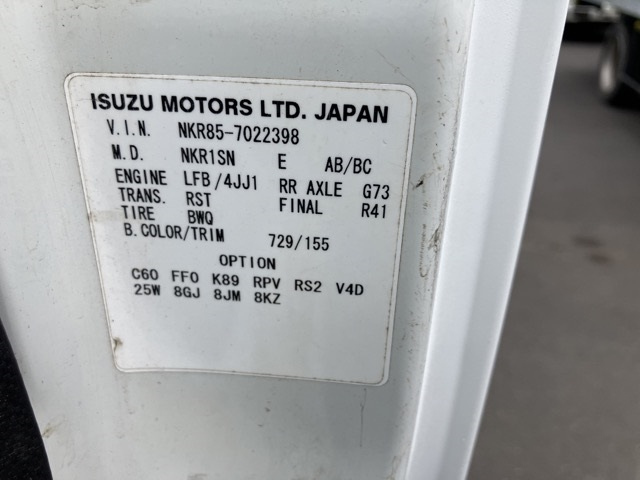 ISUZU MOTORS LTD. JAPAN
V.I.N. NKR85-7022398
M.D. NKR1SN E AB/BC
ENGINE LFB/4JJ1 RR AXLE G73
TRANS. RST FINAL R41
TIRE BWQ
B.COLOR/TRIM 729/155
OPTION
C60 FF0 K89 RPV RS2 V4D
25W 8GJ 8JM 8KZ